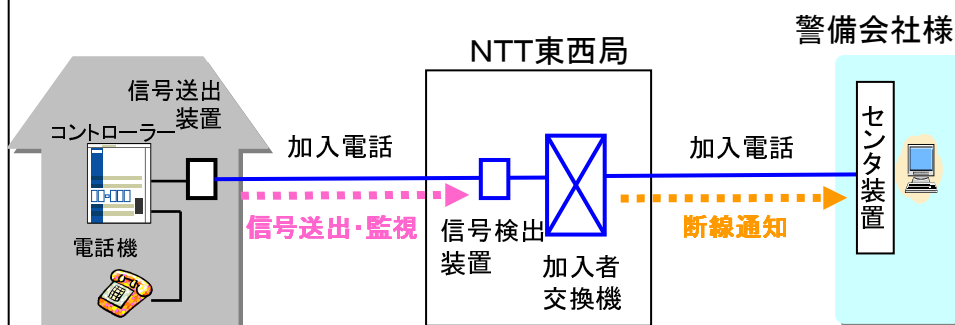 警備会社様
NTT東西局
信号送出
装置
コントローラー
加入電話
加入電話
センタ装置
信号送出・監視
断線通知
信号検出
装置
電話機
加入者
交換機